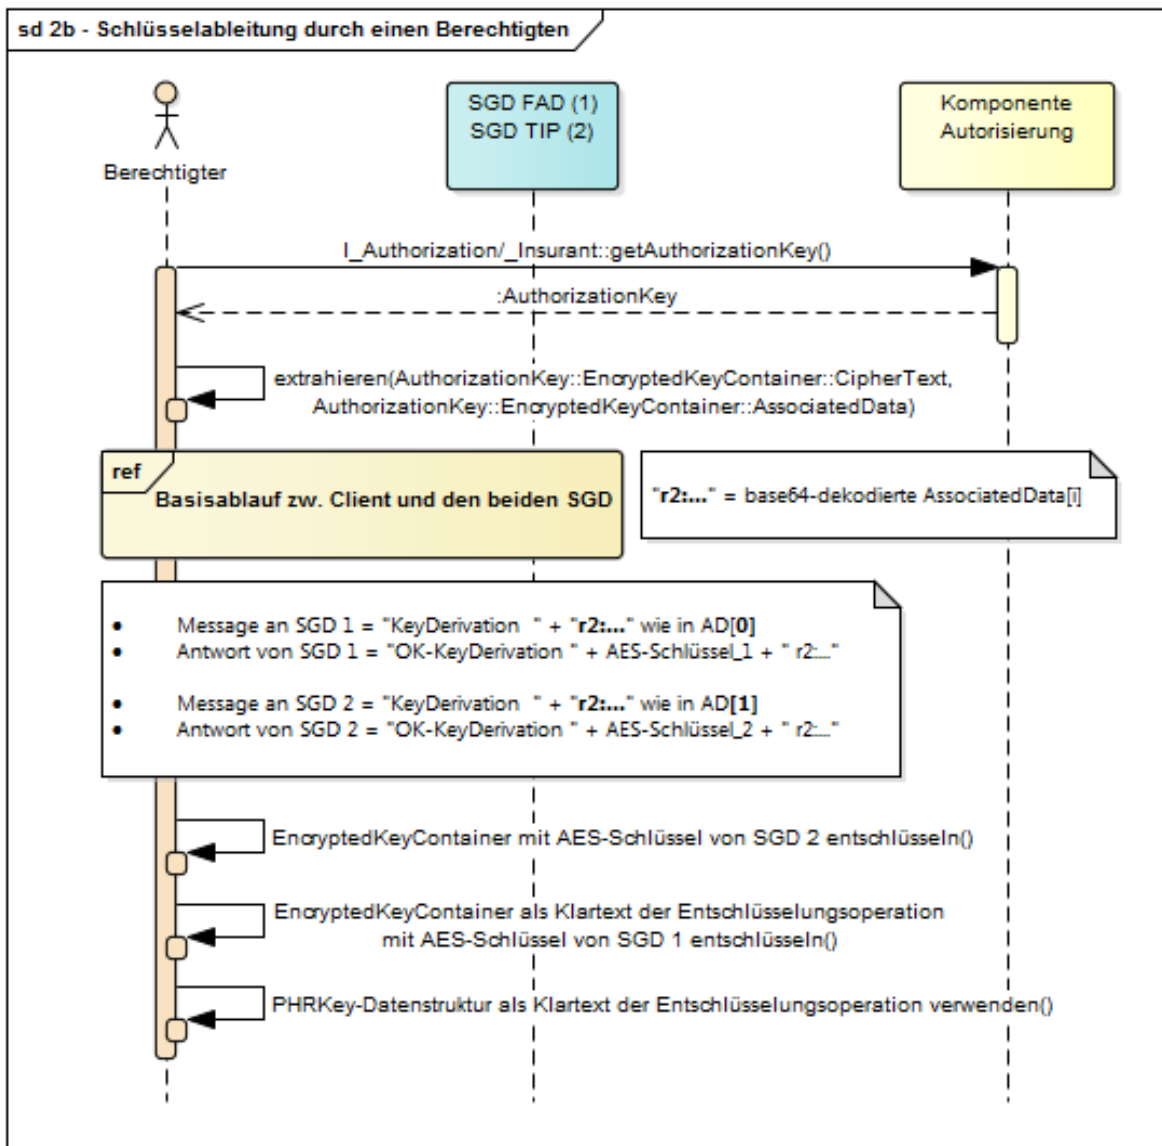 sd 2b - Schlüsselableitung durch einen Berechtigten
SGD FAD (1)
SGD TIP (2)
Komponente
Autorisierung
Berechtigter
I_Authorization/_Insurant::getAuthorizationKey()
:AuthorizationKey
extrahieren(AuthorizationKey::EncryptedKeyContainer::CipherText,
AuthorizationKey::EncryptedKeyContainer::AssociatedData)
ref
Basisablauf zw. Client und den beiden SGD
"r2:..." = base64-dekodierte AssociatedData[i]
• Message an SGD 1 = "KeyDerivation " + "r2:..." wie in AD[0]
• Antwort von SGD 1 = "OK-KeyDerivation " + AES-Schlüssel_1 + " r2:..."
• Message an SGD 2 = "KeyDerivation " + "r2:..." wie in AD[1]
• Antwort von SGD 2 = "OK-KeyDerivation " + AES-Schlüssel_2 + " r2:..."
EncryptedKeyContainer mit AES-Schlüssel von SGD 2 entschlüsseln()
EncryptedKeyContainer als Klartext der Entschlüsselungsoperation
mit AES-Schlüssel von SGD 1 entschlüsseln()
PHRKey-Datenstruktur als Klartext der Entschlüsselungsoperation verwenden()